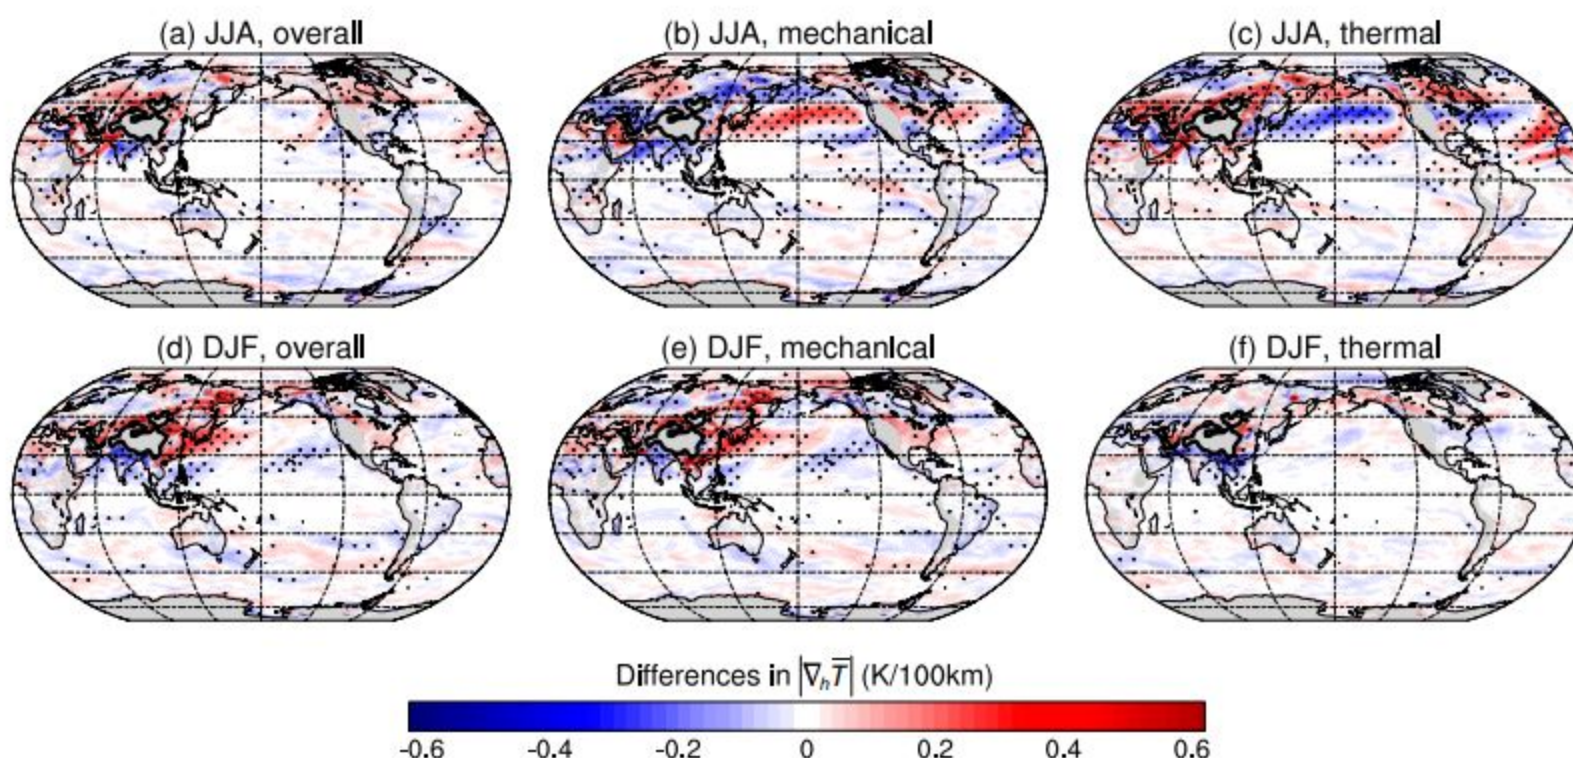 (a) JJA, overall
(b) JJA, mechanical
(c) JJA, thermal
(d) DJF, overall
(e) DJF, mechanical
(f) DJF, thermal
Differences in |∇ₕT̅| (K/100km)
-0.6 -0.4 -0.2 0 0.2 0.4 0.6